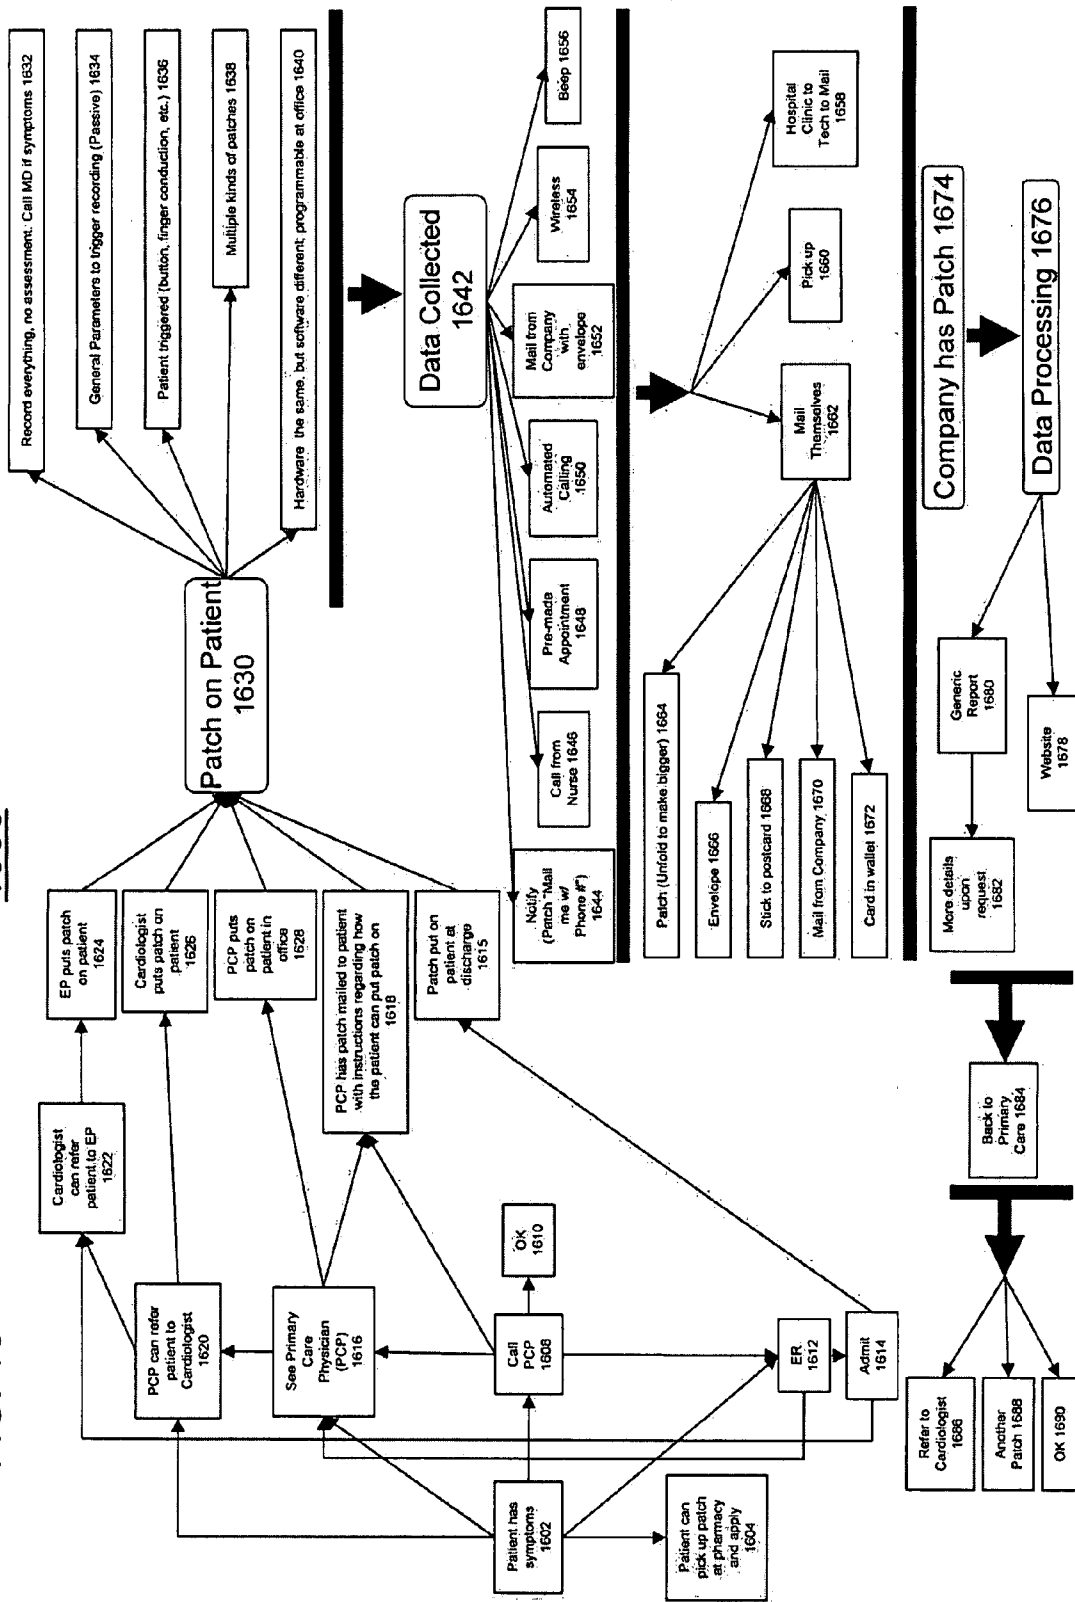 Patient has
symptoms
1602
Patient can
pick up patch
at pharmacy
and apply
1604
Call
PCP
1608
OK
1610
ER
1612
Admit
1614
See Primary
Care
Physician
(PCP)
1616
PCP can refer
patient to
Cardiologist
1620
Cardiologist
can refer
patient to EP
1622
EP puts patch
on patient
1624
Cardiologist
puts patch on
patient
1626
PCP puts
patch on
patient in
office
1628
PCP has patch mailed to patient
with instructions regarding how
the patient can put patch on
1618
Patch put on
patient at
discharge
1615
Patch on Patient
1630
Record everything, no assessment. Call MD if symptoms 1632
General Parameters to trigger recording (Passive) 1634
Patient triggered (button, finger conduction, etc.) 1636
Multiple kinds of patches 1638
Hardware the same, but software different; programmable at office 1640
Data Collected
1642
Notify
(Patch "Mail
me w/
Phone #")
1644
Call from
Nurse 1646
Pre-made
Appointment
1648
Automated
Calling
1650
Mail from
Company
with
envelope
1652
Wireless
1654
Beep 1656
Hospital
Clinic to
Tech to Mail
1658
Pick up
1660
Mail
Themselves
1662
Patch (Unfold to make bigger) 1664
Envelope 1666
Stick to postcard 1668
Mail from Company 1670
Card in wallet 1672
Company has Patch 1674
Data Processing 1676
Generic
Report
1680
Website
1678
More details
upon
request
1682
Back to
Primary
Care 1684
Refer to
Cardiologist
1686
Another
Patch 1688
OK 1690